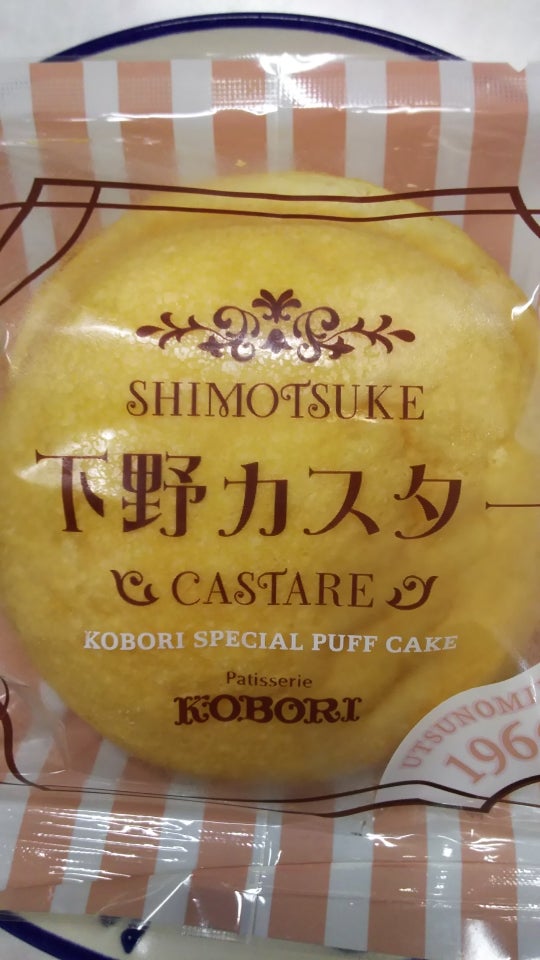 SHIMOTSUKE
下野カスター
CASTARE
KOBORI SPECIAL PUFF CAKE
Patisserie
KOBORI